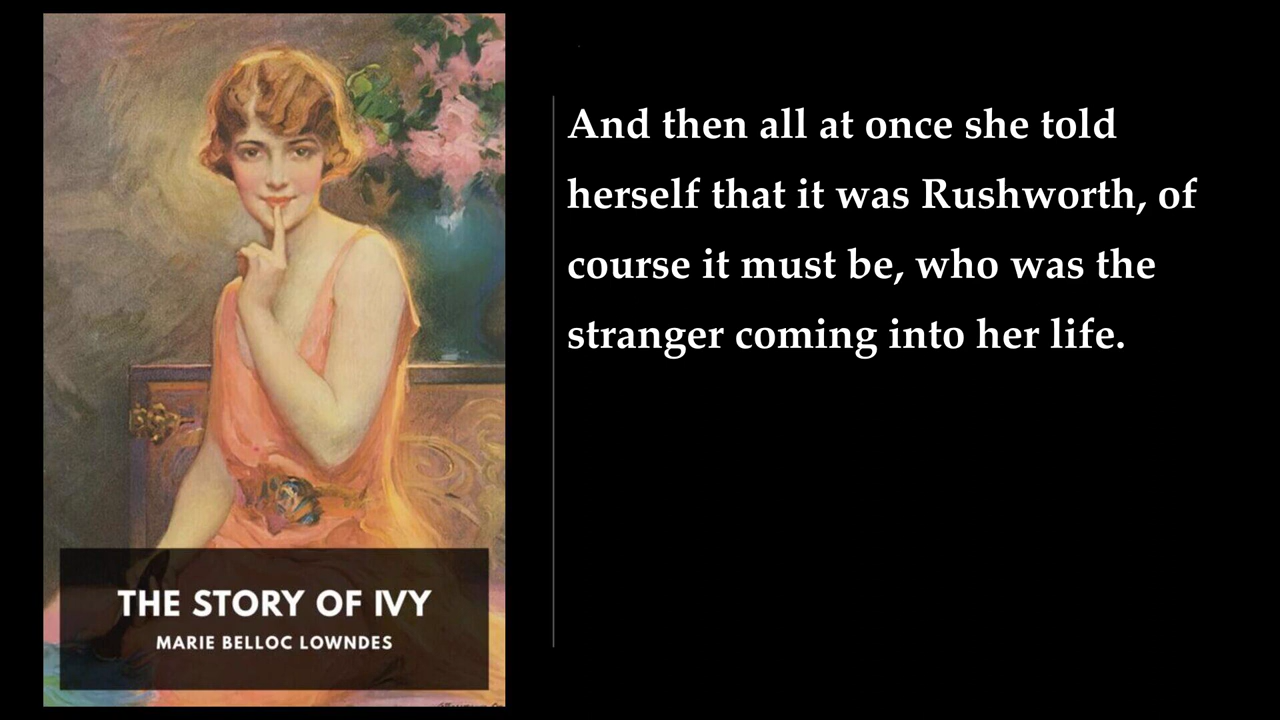 And then all at once she told
herself that it was Rushworth, of
course it must be, who was the
stranger coming into her life.
THE STORY OF IVY
MARIE BELLOC LOWNDES